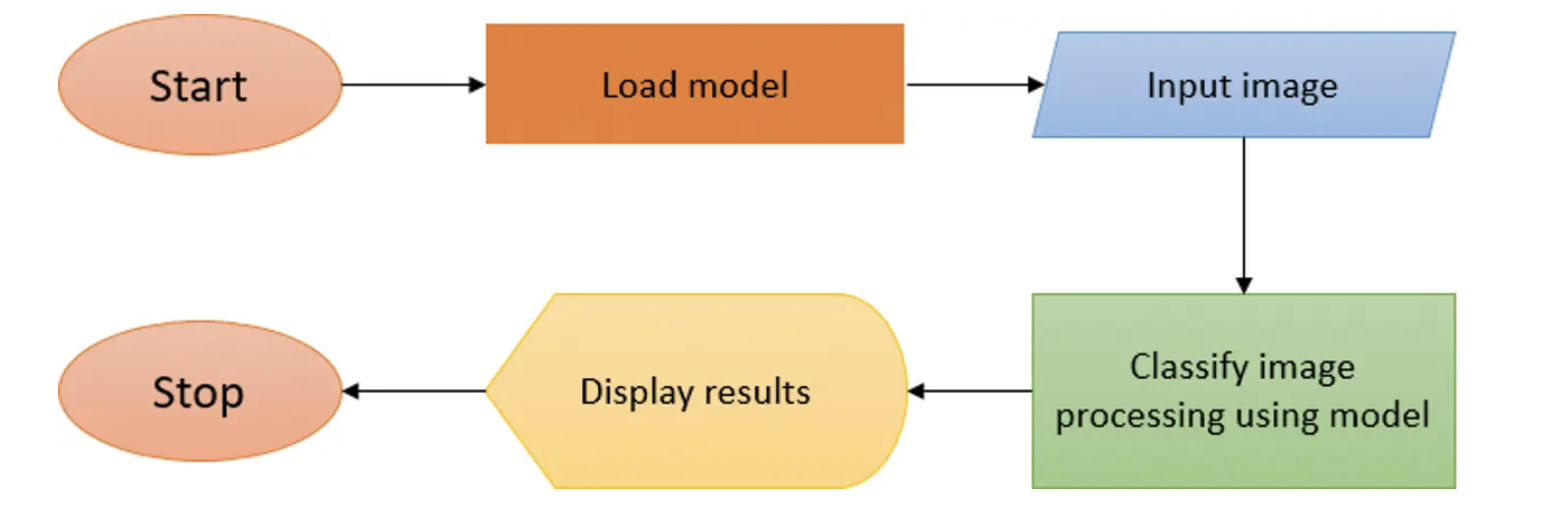 Start
Load model
Input image
Classify image
processing using model
Display results
Stop